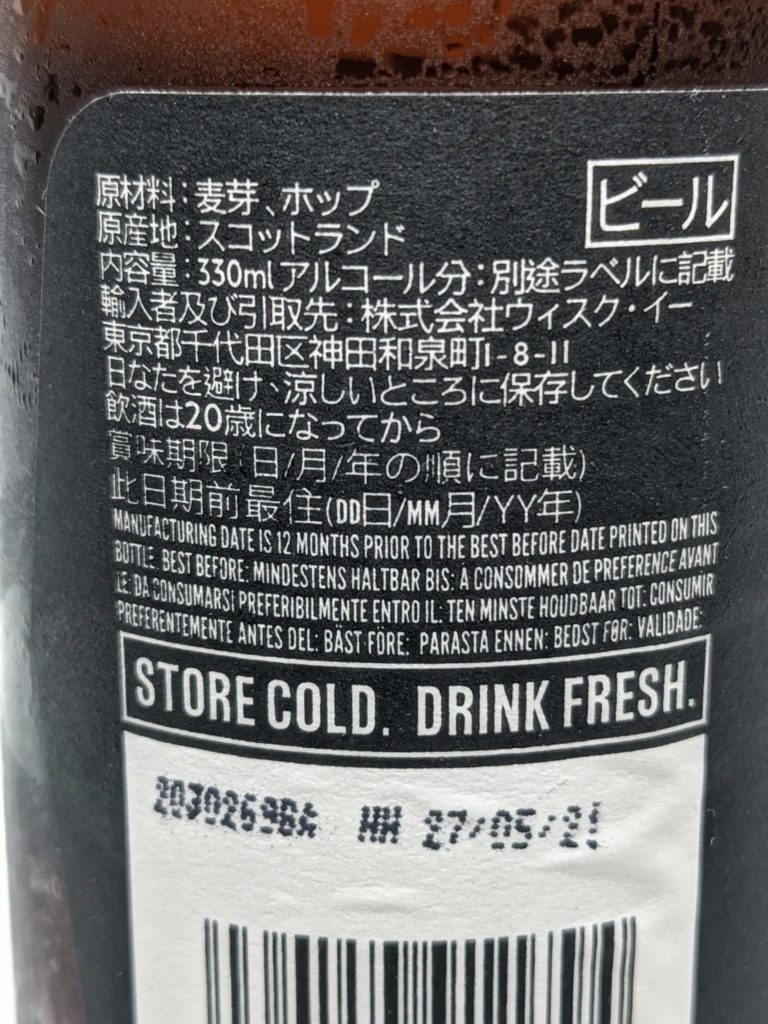 原材料：麦芽、ホップ
ビール
原産地：スコットランド
内容量：330ml アルコール分：別途ラベルに記載
輸入者及び引取先：株式会社ウィスク・イー
東京都千代田区神田和泉町1-8-11
日なたを避け、涼しいところに保存してください
飲酒は20歳になってから
賞味期限(日/月/年の順に記載)
此日期前最住(DD日/MM月/YY年)
MANUFACTURING DATE IS 12 MONTHS PRIOR TO THE BEST BEFORE DATE PRINTED ON THIS
BOTTLE. BEST BEFORE: MINDESTENS HALTBAR BIS: À CONSOMMER DE PREFERENCE AVANT
LE: DA CONSUMARSI PREFERIBILMENTE ENTRO IL: TEN MINSTE HOUDBAAR TOT: CONSUMIR
PREFERENTEMENTE ANTES DEL: BÄST FÖRE: PARASTA ENNEN: BEDST FØR: VALIDADE:
STORE COLD. DRINK FRESH.
HH 27/05/21